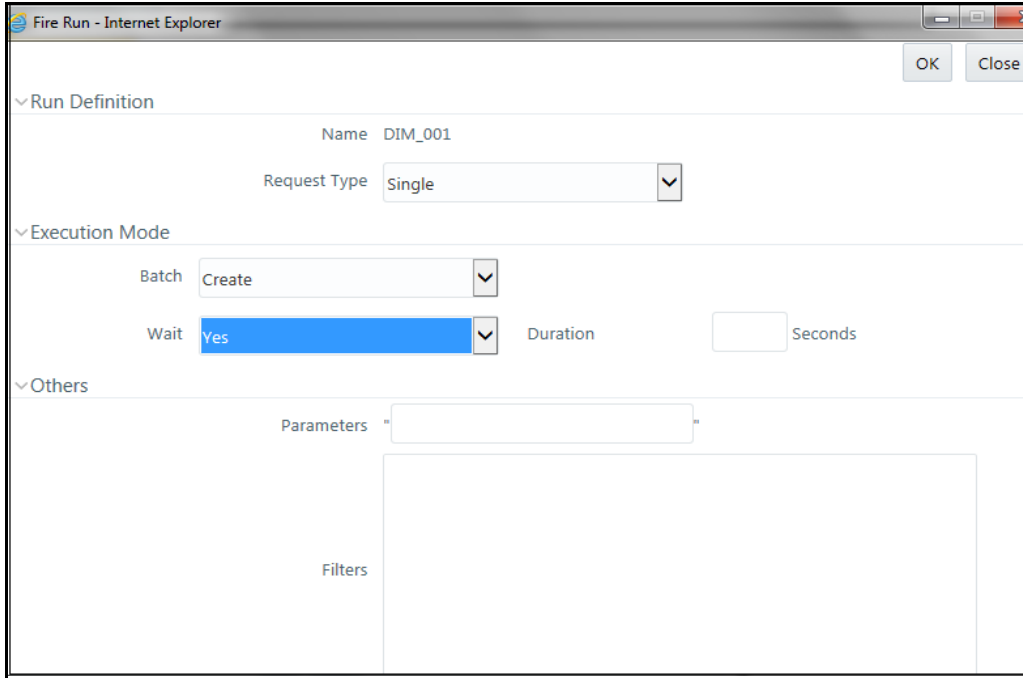 Fire Run - Internet Explorer
OK Close
Run Definition
Name DIM_001
Request Type Single
Execution Mode
Batch Create
Wait Yes Duration Seconds
Others
Parameters " "
Filters